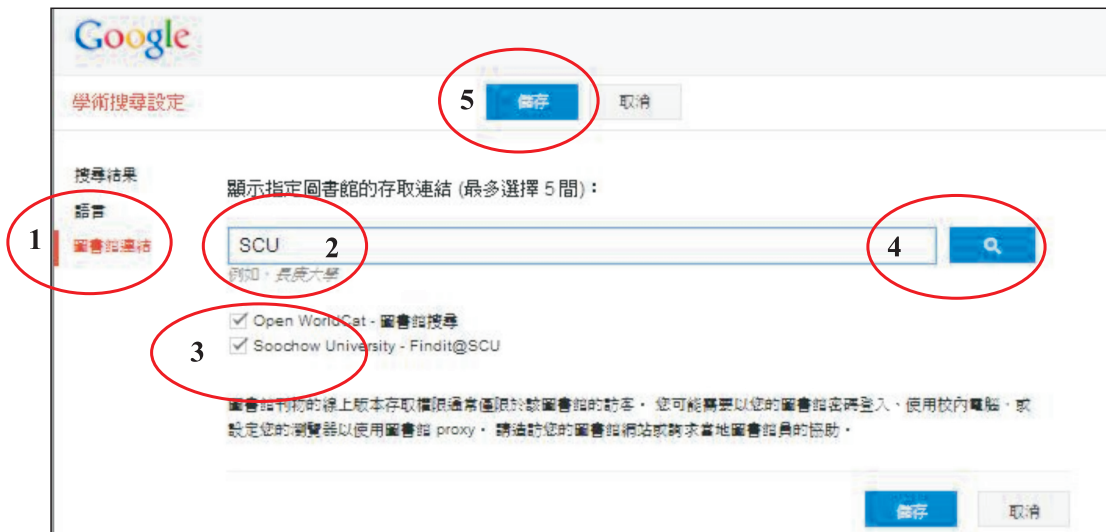 Google
學術搜尋設定
5
儲存
取消
搜尋結果
語言
1
圖書館連結
顯示指定圖書館的存取連結 (最多選擇 5 間)：
SCU
2
4
例如，長庚大學
3
Open WorldCat - 圖書館搜尋
Soochow University - Findit@SCU
圖書館刊物的線上版本存取權限通常僅限於該圖書館的訪客。 您可能需要以您的圖書館密碼登入、使用校內電腦，或
設定您的瀏覽器以使用圖書館 proxy。 請造訪您的圖書館網站或請求當地圖書館員的協助。
儲存
取消